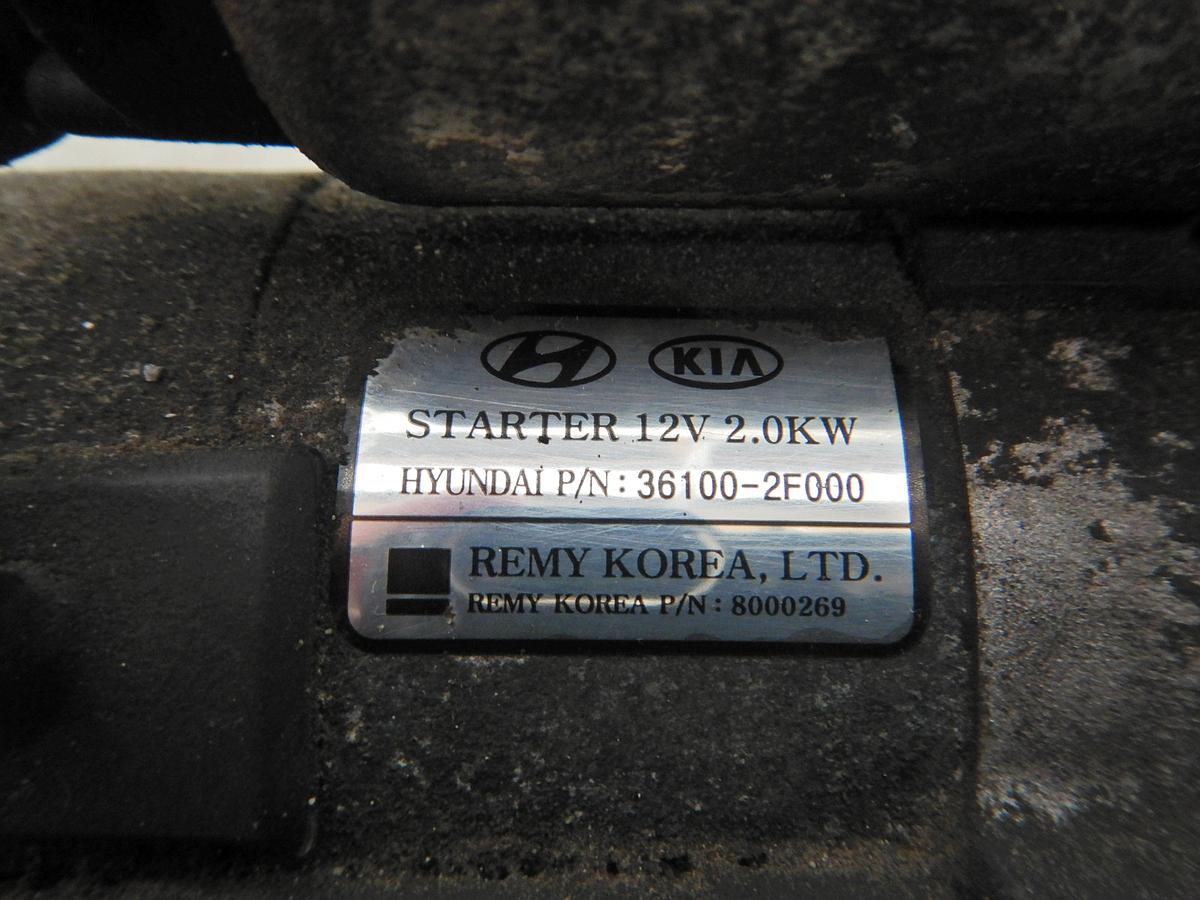 KIA
STARTER 12V 2.0KW
HYUNDAI P/N: 36100-2F000
REMY KOREA, LTD.
REMY KOREA P/N: 8000269